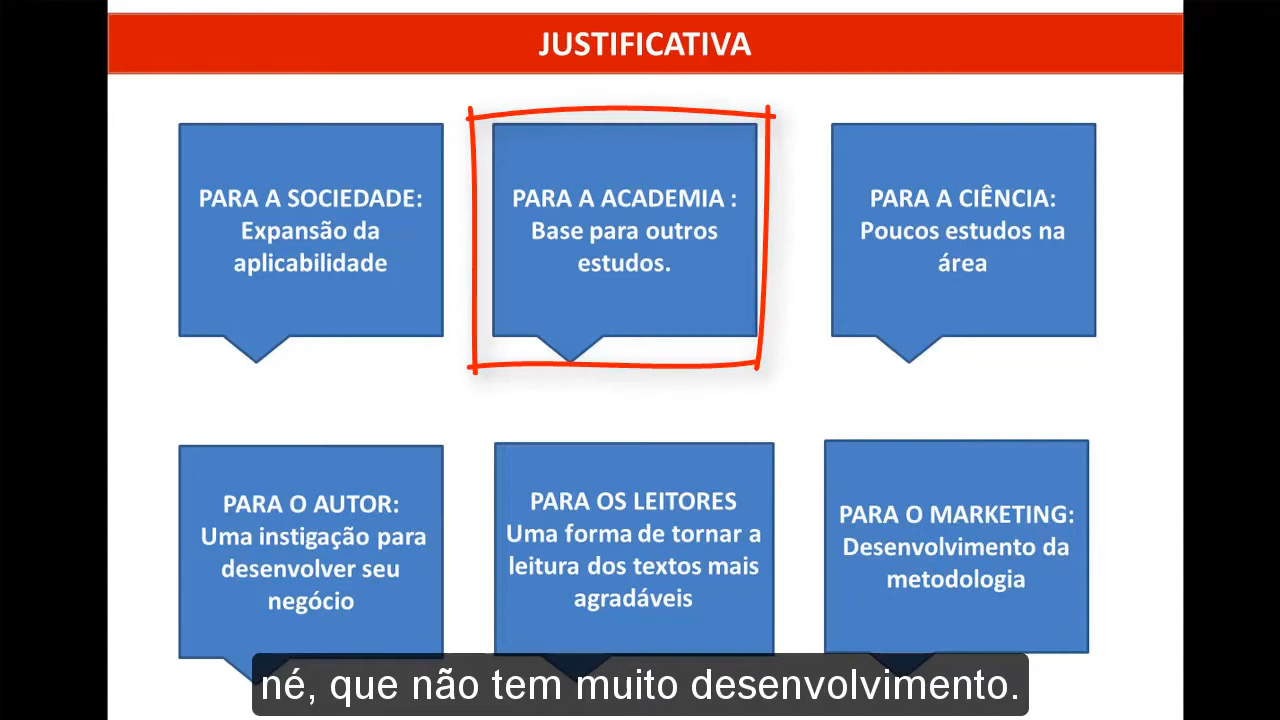 JUSTIFICATIVA
PARA A SOCIEDADE:
Expansão da
aplicabilidade
PARA A ACADEMIA :
Base para outros
estudos.
PARA A CIÊNCIA:
Poucos estudos na
área
PARA O AUTOR:
Uma instigação para
desenvolver seu
negócio
PARA OS LEITORES
Uma forma de tornar a
leitura dos textos mais
agradáveis
PARA O MARKETING:
Desenvolvimento da
metodologia
né, que não tem muito desenvolvimento.